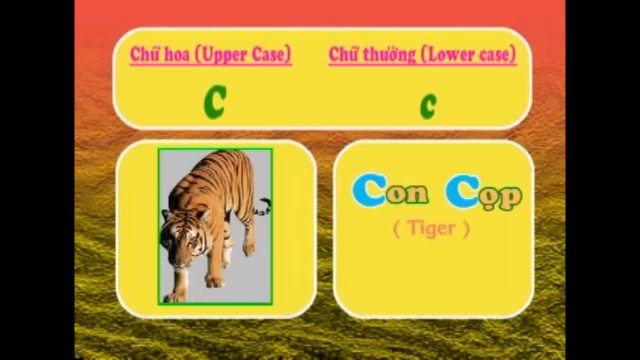 Chữ hoa (Upper Case)
Chữ thường (Lower case)
C
c
Con Cọp
( Tiger )